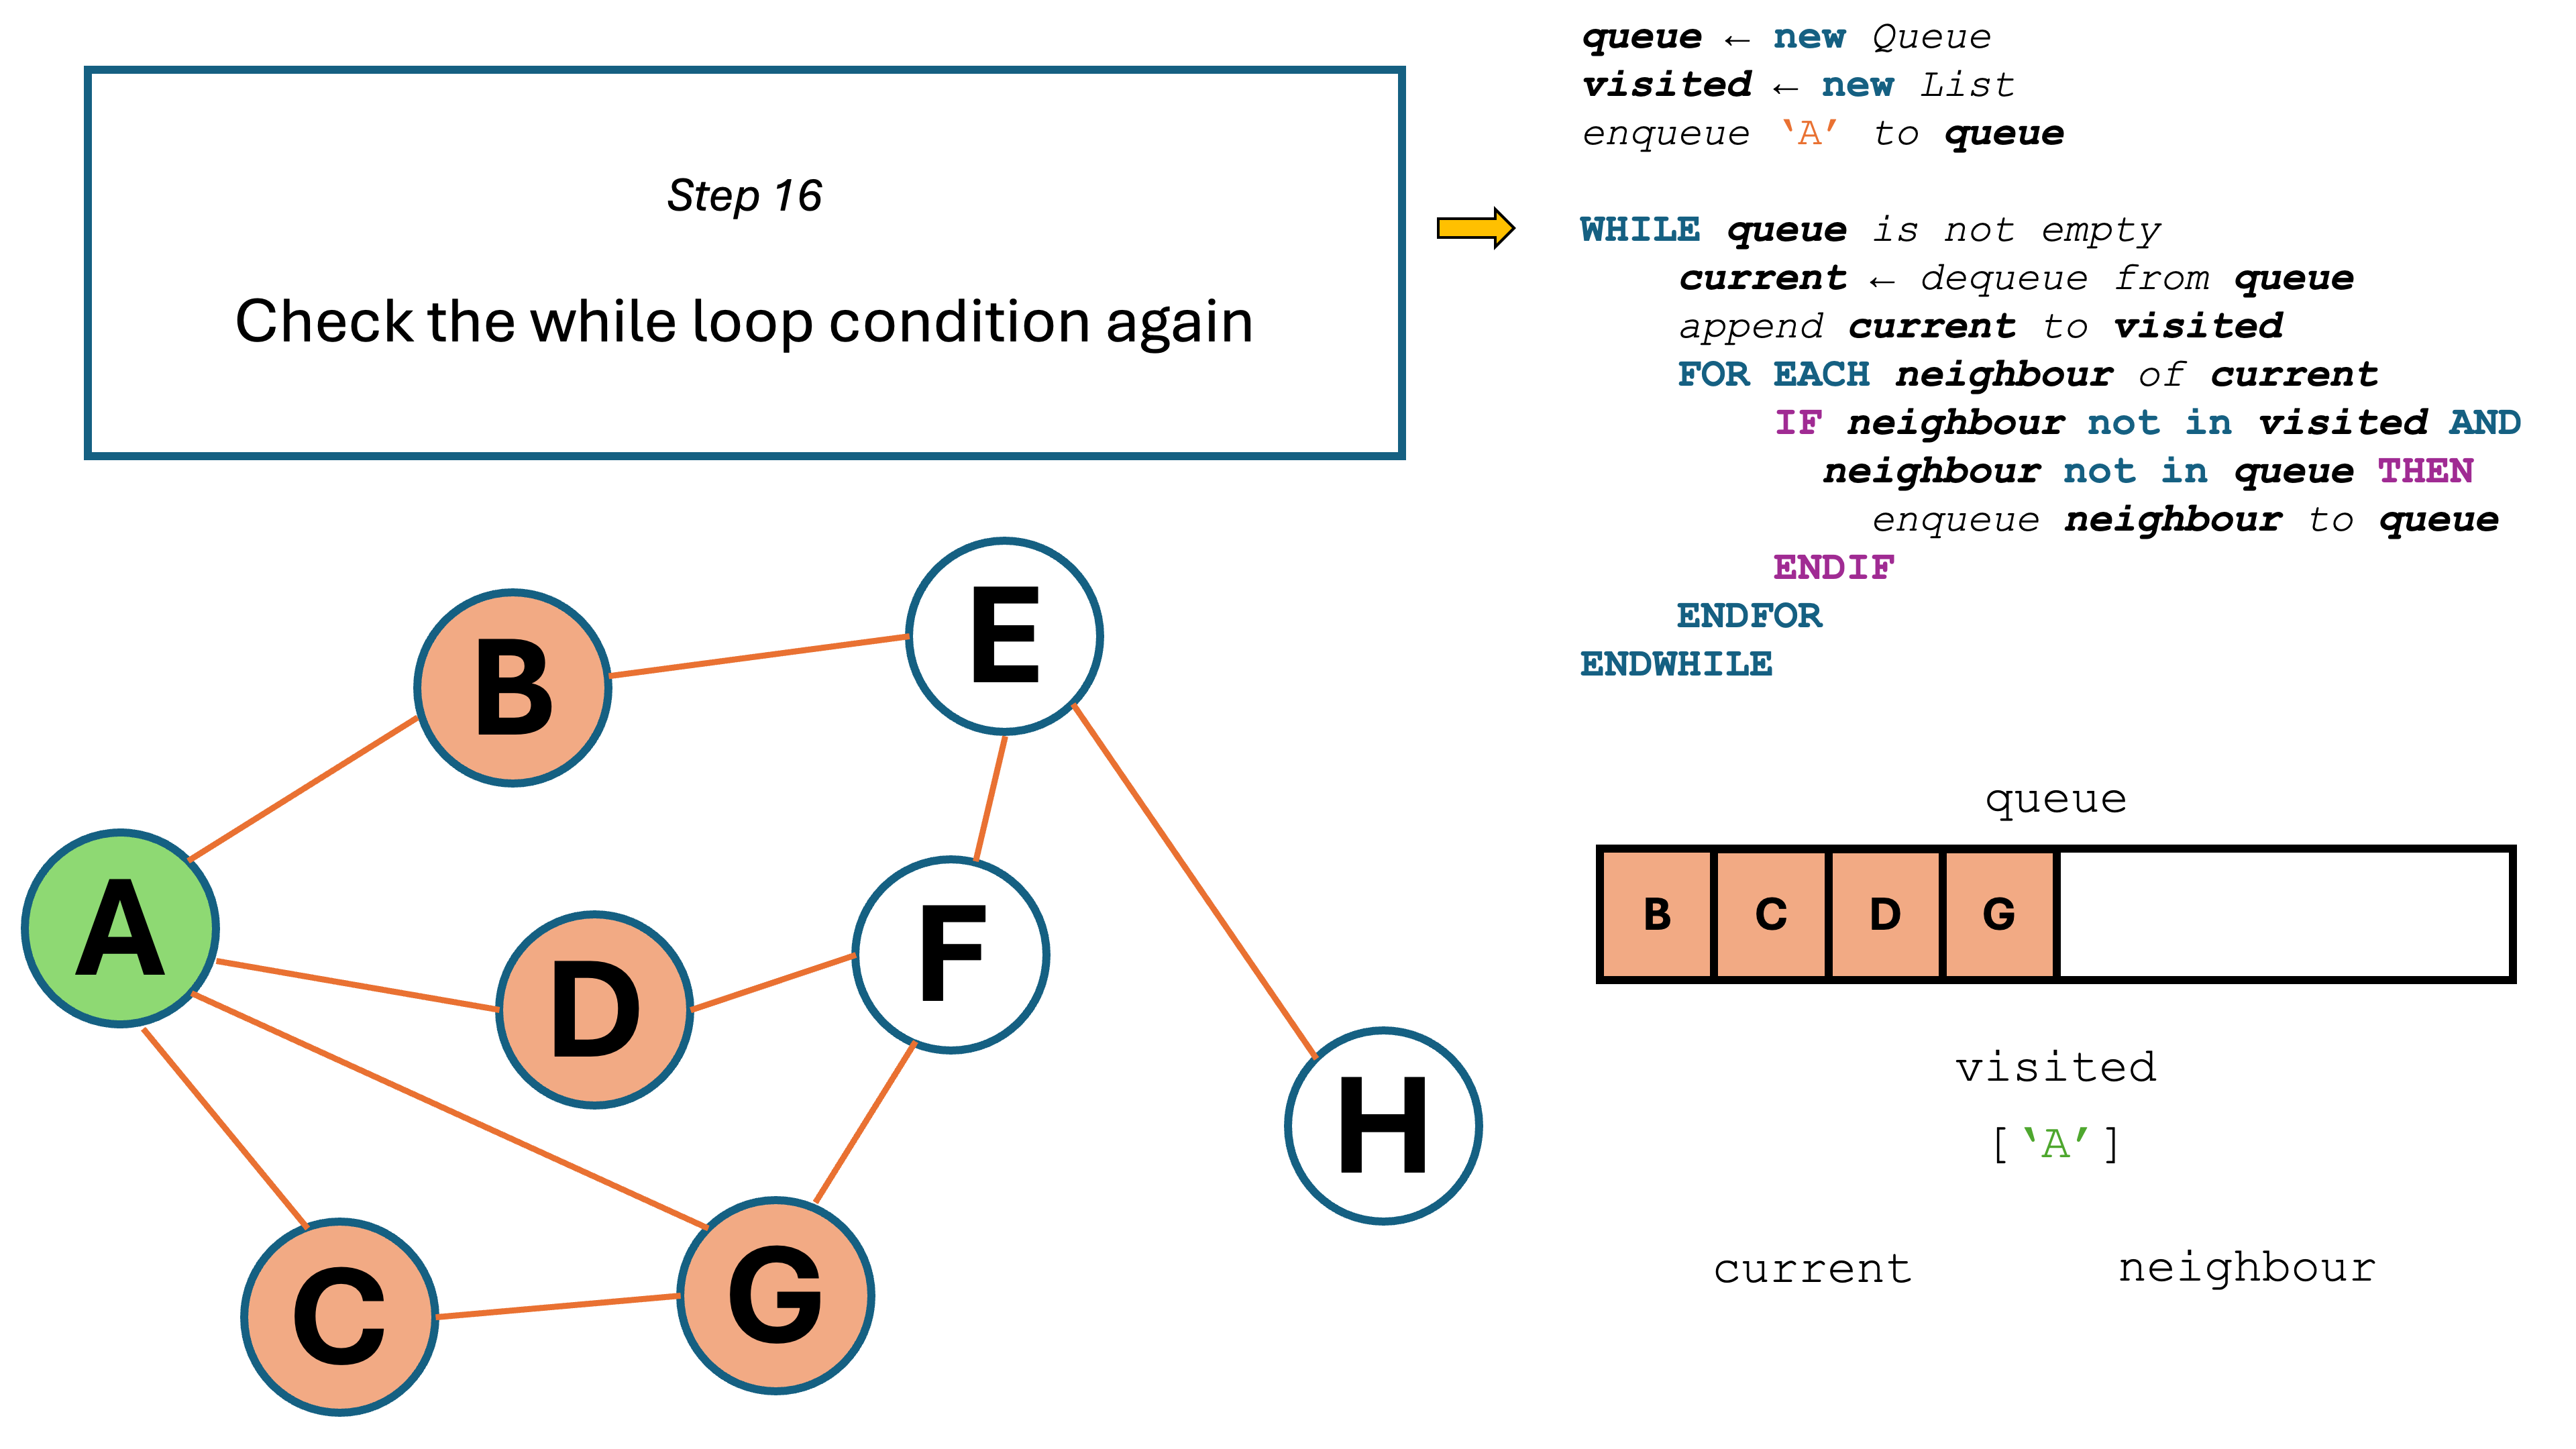 Step 16
Check the while loop condition again
queue ← new Queue
visited ← new List
enqueue ‘A’ to queue
WHILE queue is not empty
current ← dequeue from queue
append current to visited
FOR EACH neighbour of current
IF neighbour not in visited AND
neighbour not in queue THEN
enqueue neighbour to queue
ENDIF
ENDFOR
ENDWHILE
E
B
A
F
D
H
G
C
queue
B C D G
visited
[‘A’]
current neighbour